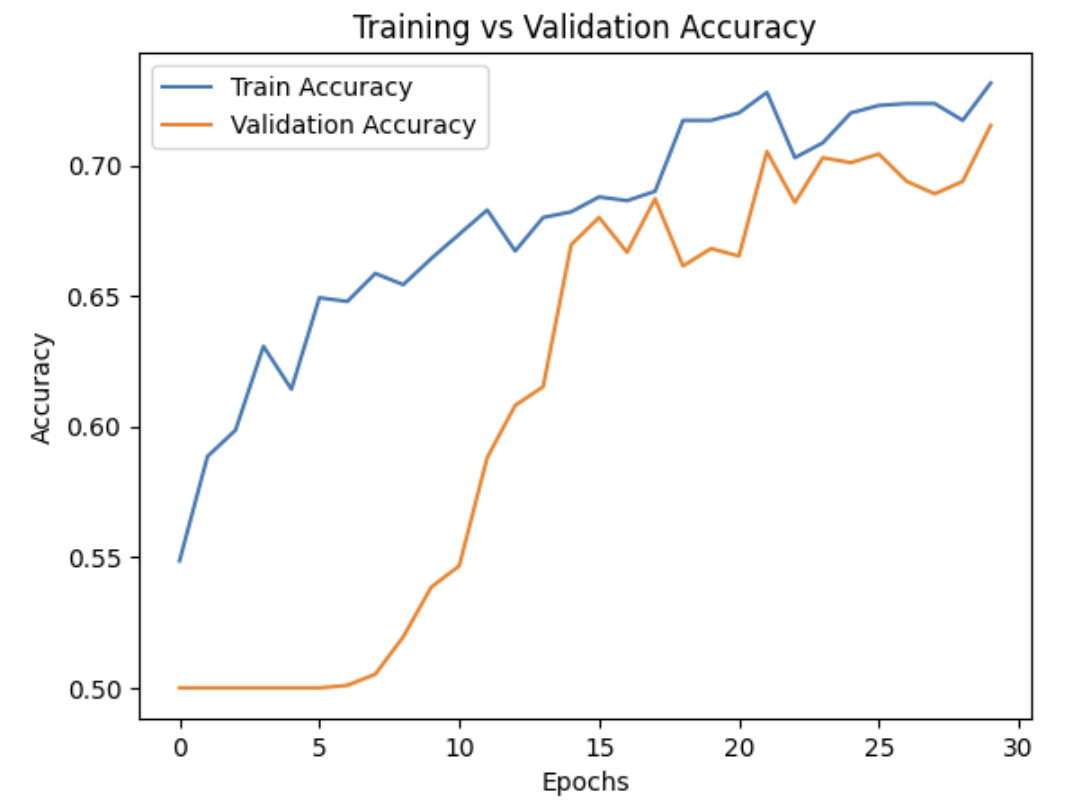 Training vs Validation Accuracy
Train Accuracy
Validation Accuracy
0.70
0.65
0.60
0.55
0.50
Accuracy
0 5 10 15 20 25 30
Epochs